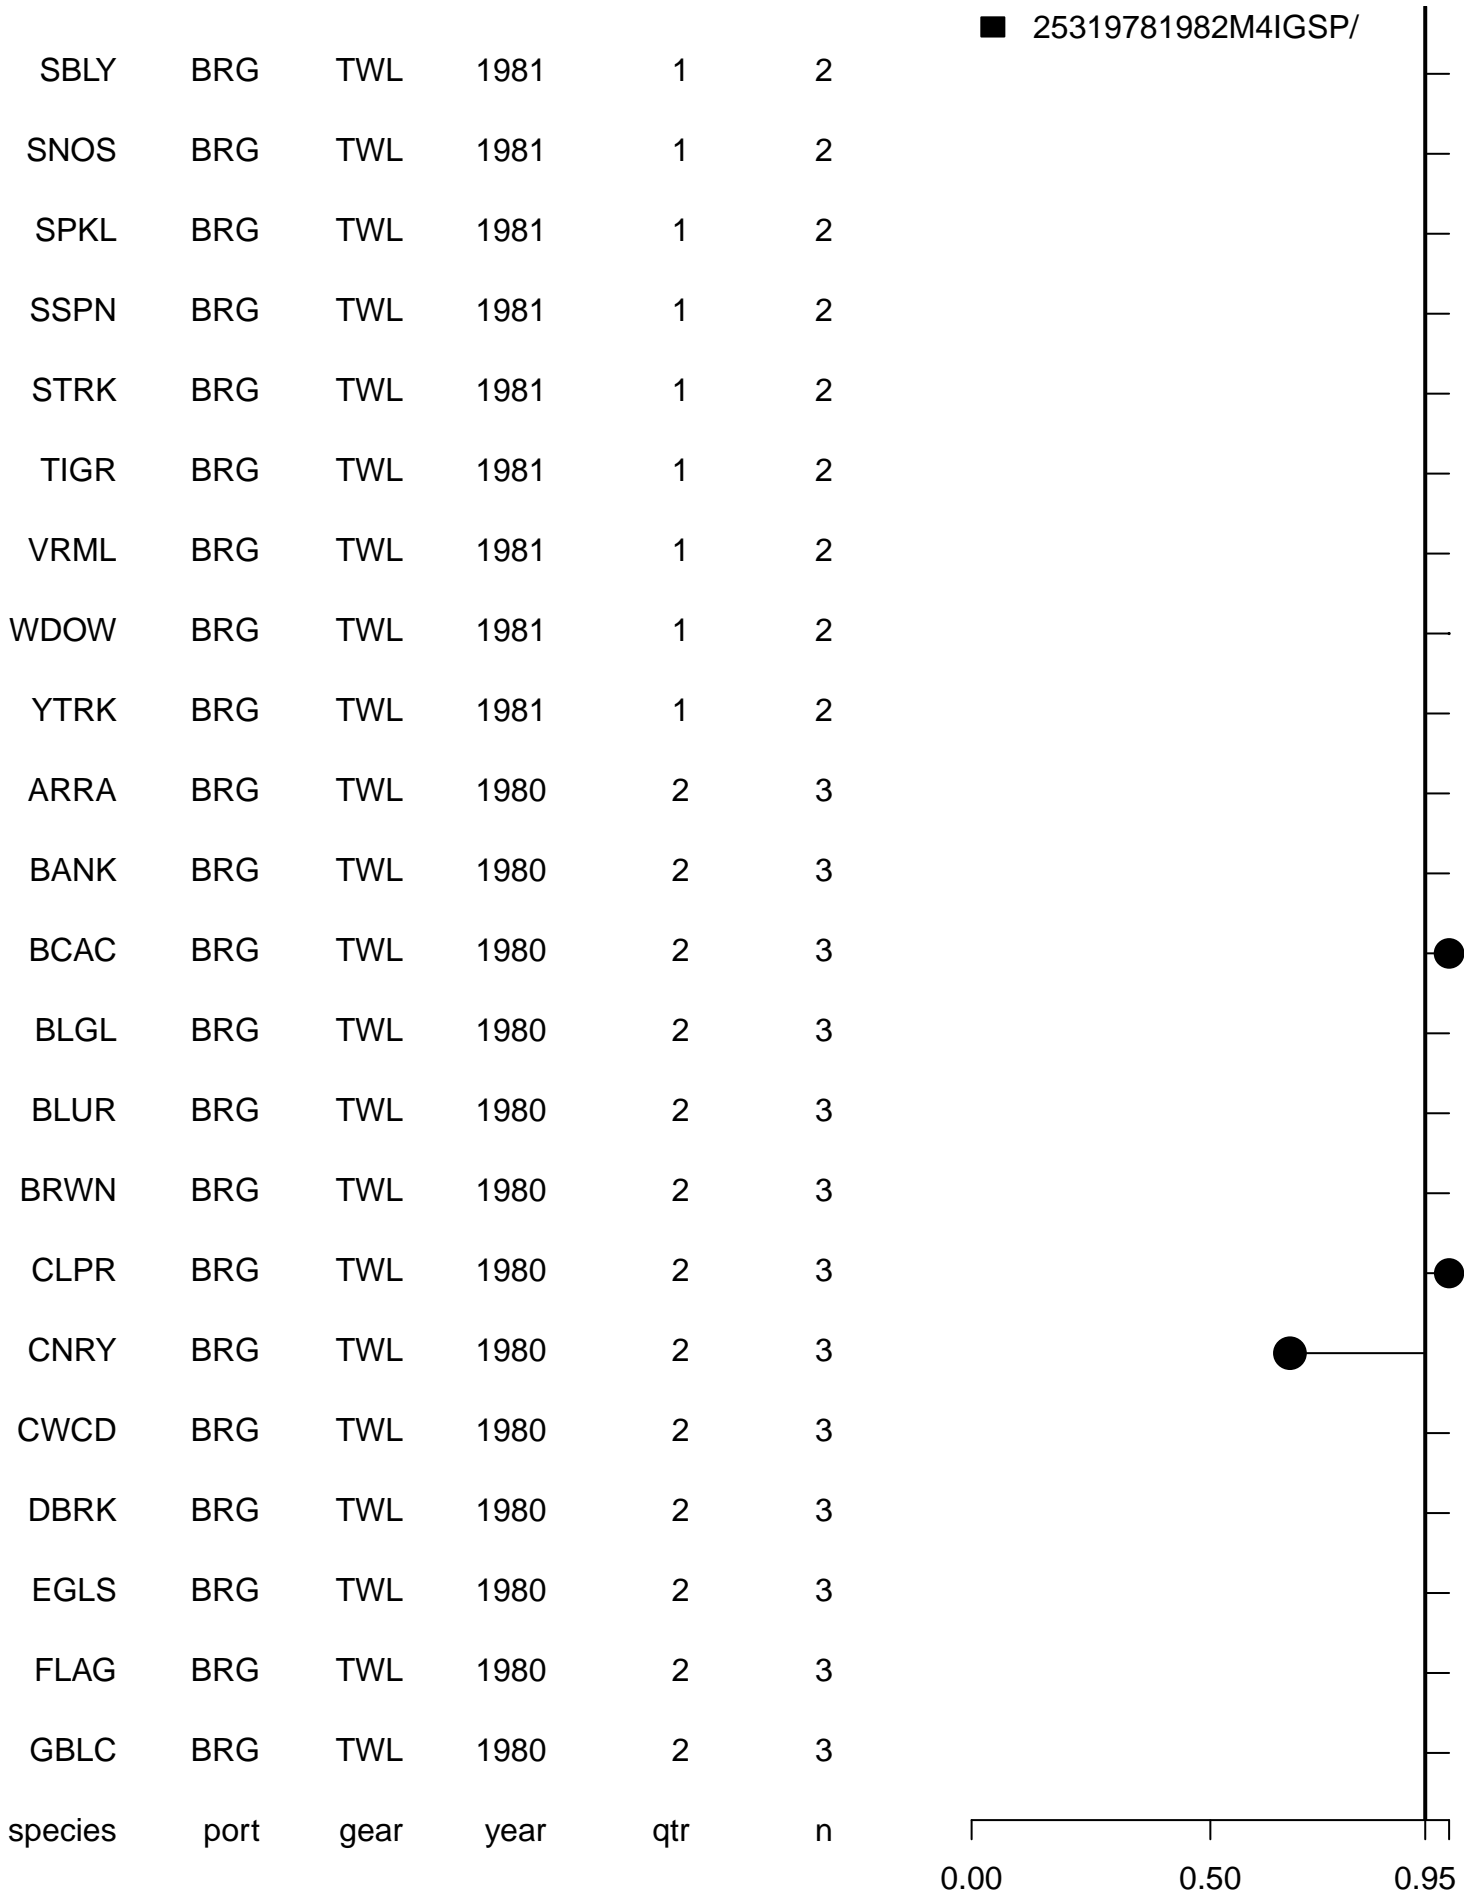 25319781982M4IGSP/
SBLY BRG TWL 1981 1 2
SNOS BRG TWL 1981 1 2
SPKL BRG TWL 1981 1 2
SSPN BRG TWL 1981 1 2
STRK BRG TWL 1981 1 2
TIGR BRG TWL 1981 1 2
VRML BRG TWL 1981 1 2
WDOW BRG TWL 1981 1 2
YTRK BRG TWL 1981 1 2
ARRA BRG TWL 1980 2 3
BANK BRG TWL 1980 2 3
BCAC BRG TWL 1980 2 3
BLGL BRG TWL 1980 2 3
BLUR BRG TWL 1980 2 3
BRWN BRG TWL 1980 2 3
CLPR BRG TWL 1980 2 3
CNRY BRG TWL 1980 2 3
CWCD BRG TWL 1980 2 3
DBRK BRG TWL 1980 2 3
EGLS BRG TWL 1980 2 3
FLAG BRG TWL 1980 2 3
GBLC BRG TWL 1980 2 3
species port gear year qtr n
0.00 0.50 0.95